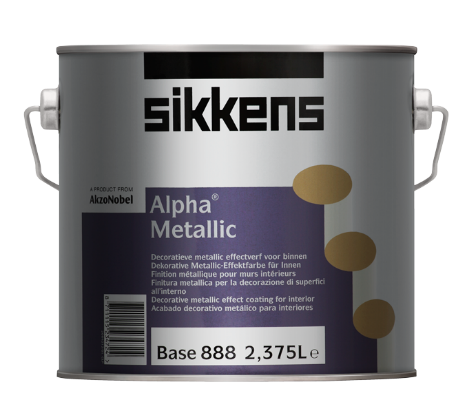 sikkens
A PRODUCT FROM
AkzoNobel
Alpha®
Metallic
Decoratieve metallic effectverf voor binnen
Dekorative Metallic-Effektfarbe für Innen
Finition métallique pour murs intérieurs
Finitura metallica per la decorazione di superfici
all'interno
Decorative metallic effect coating for interior
Acabado decorativo metálico para interiores
Base 888 2,375L ℮